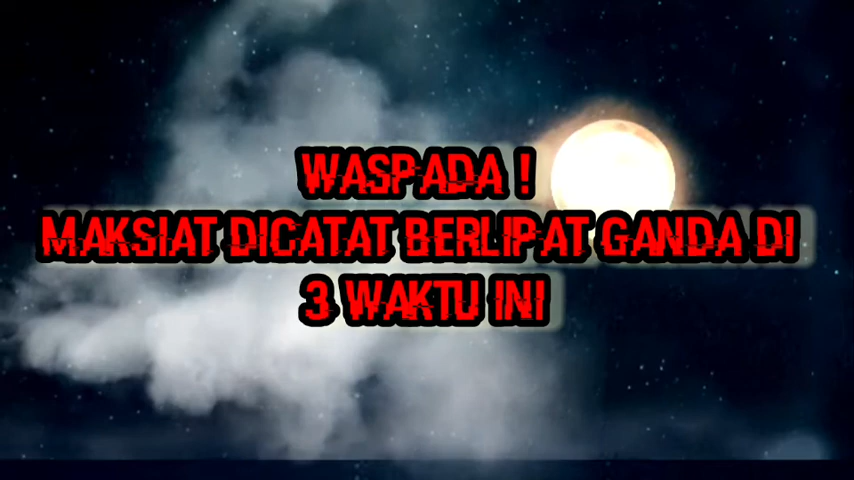 WASPADA !
MAKSIAT DICATAT BERLIPAT GANDA DI
3 WAKTU INI